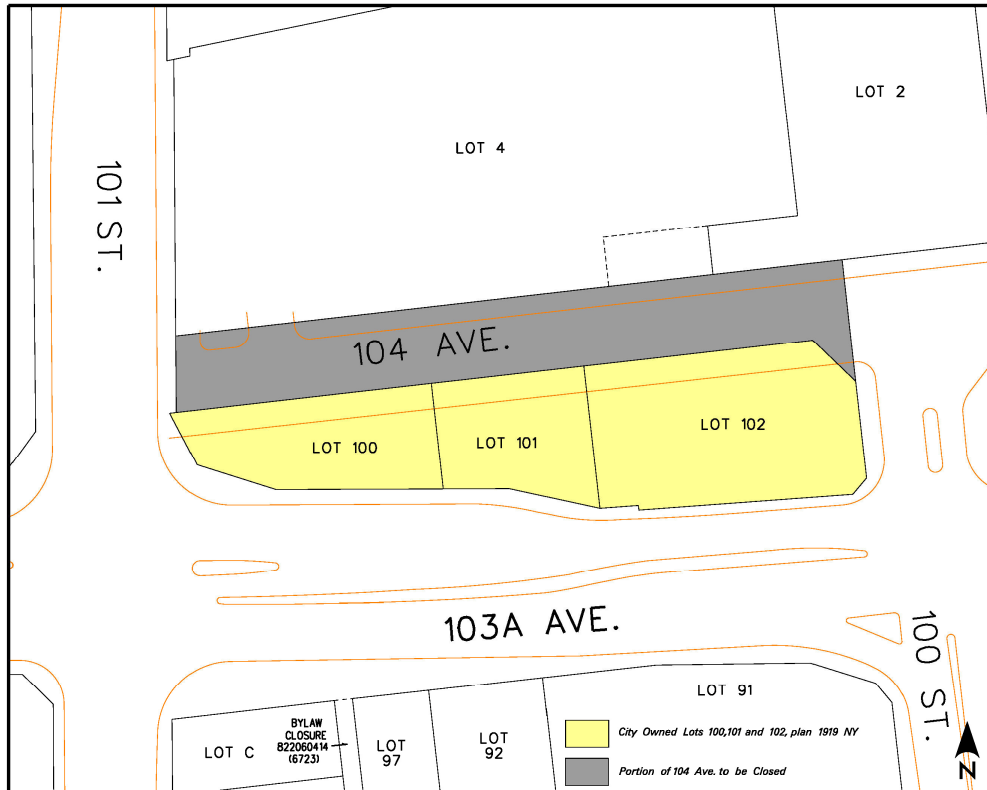 LOT 2
LOT 4
101 ST.
104 AVE.
LOT 102
LOT 101
LOT 100
103A AVE.
100 ST.
LOT 91
BYLAW
CLOSURE
822060414
(6723)
LOT C
LOT
97
LOT
92
City Owned Lots 100,101 and 102, plan 1919 NY
Portion of 104 Ave. to be Closed
N